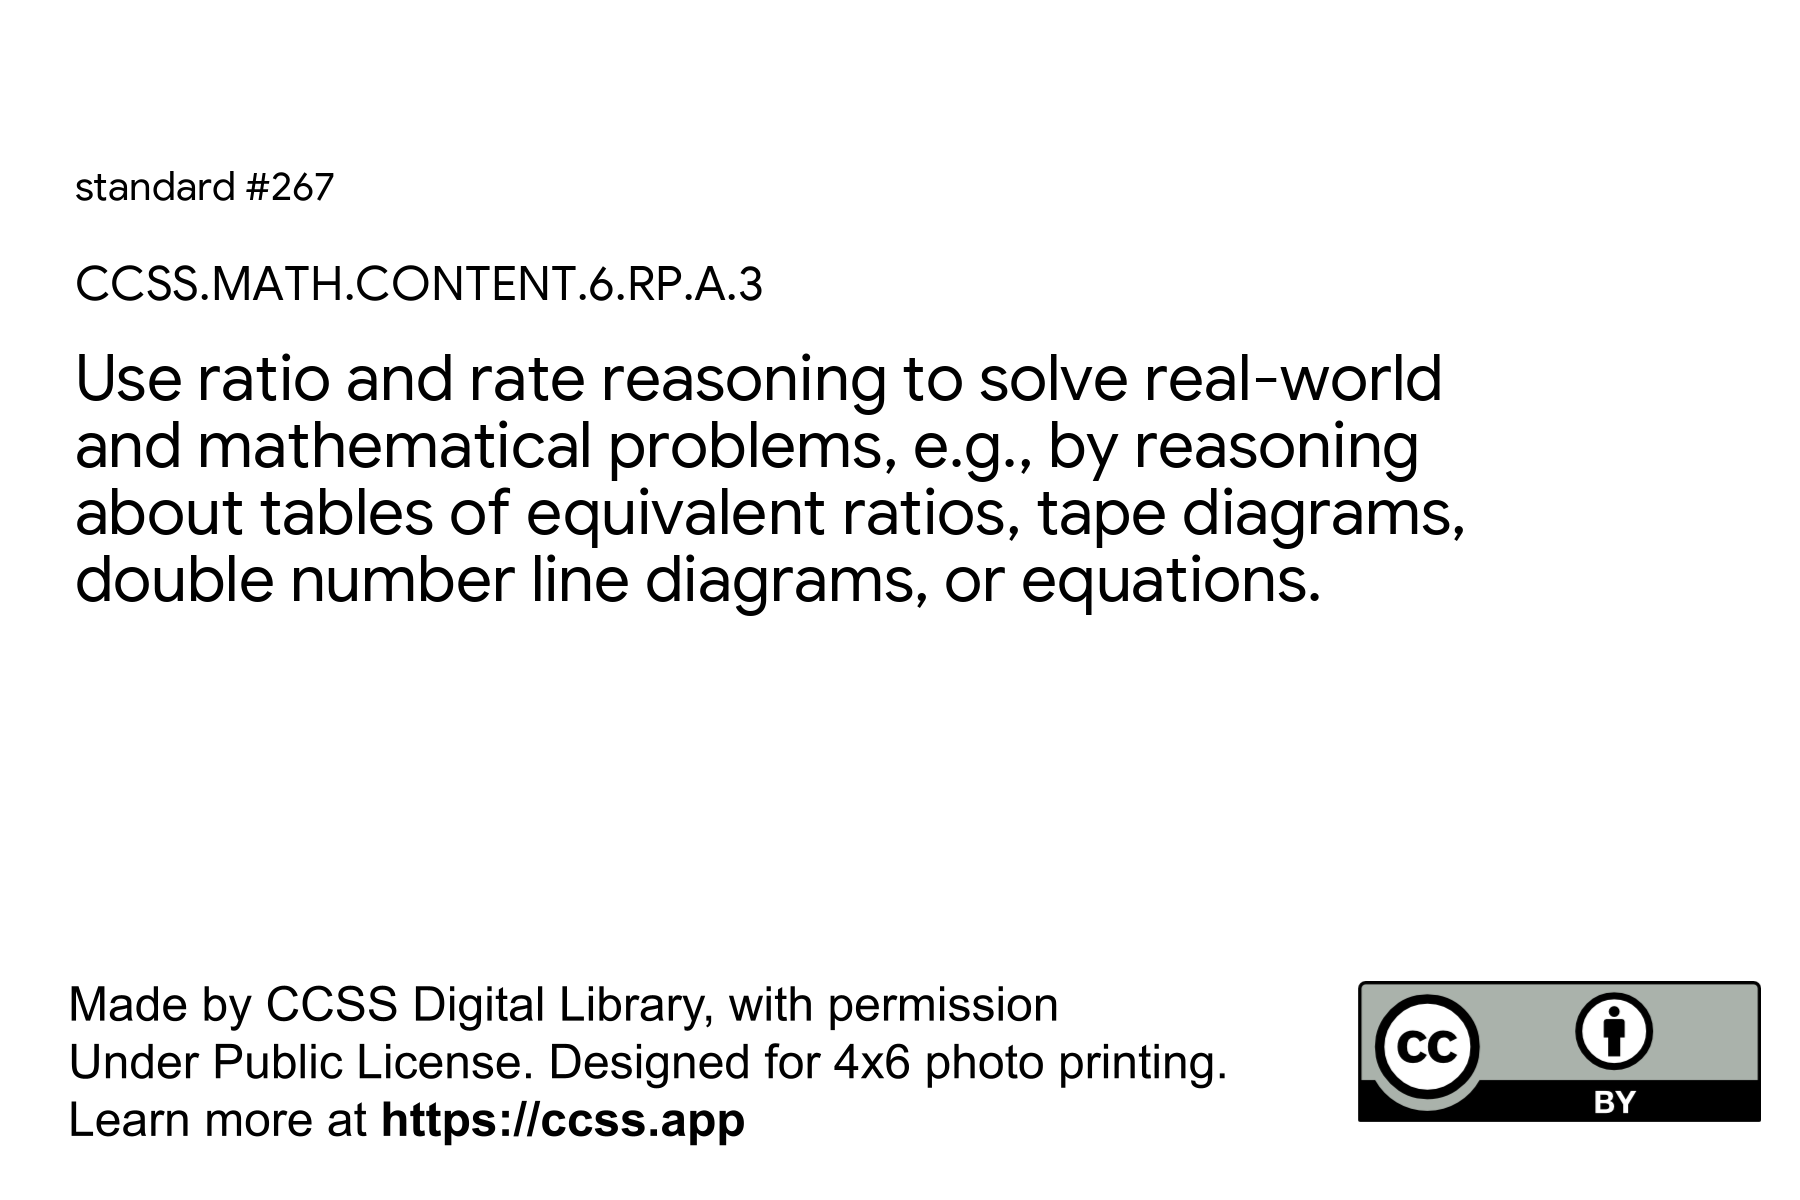 standard #267
CCSS.MATH.CONTENT.6.RP.A.3
Use ratio and rate reasoning to solve real-world
and mathematical problems, e.g., by reasoning
about tables of equivalent ratios, tape diagrams,
double number line diagrams, or equations.
Made by CCSS Digital Library, with permission
Under Public License. Designed for 4x6 photo printing.
Learn more at https://ccss.app
CC
BY